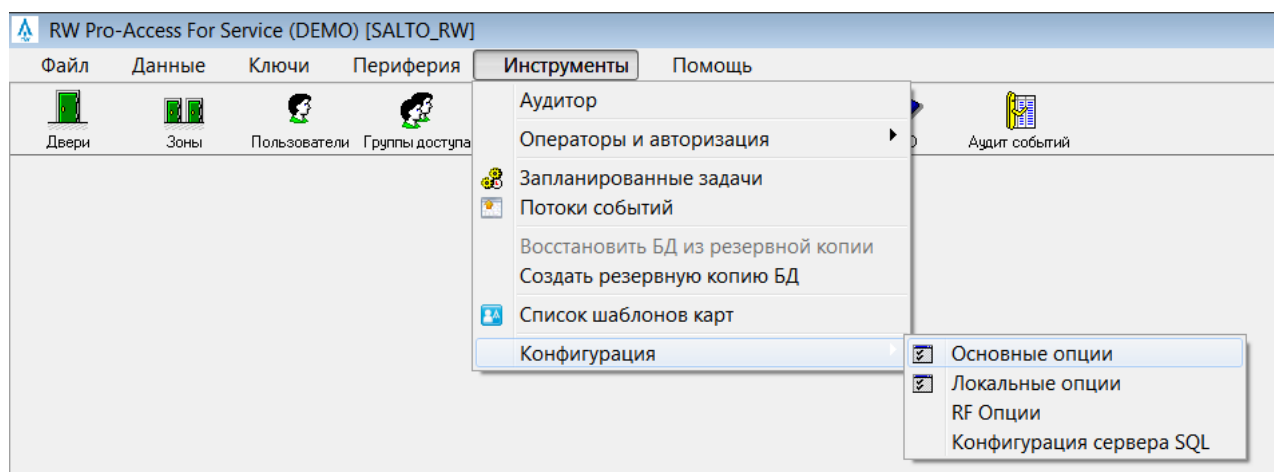 RW Pro-Access For Service (DEMO) [SALTO_RW]
Файл Данные Ключи Периферия Инструменты Помощь
Двери Зоны Пользователи Группы доступа Аудит событий
Аудитор
Операторы и авторизация
Запланированные задачи
Потоки событий
Восстановить БД из резервной копии
Создать резервную копию БД
Список шаблонов карт
Конфигурация
Основные опции
Локальные опции
RF Опции
Конфигурация сервера SQL